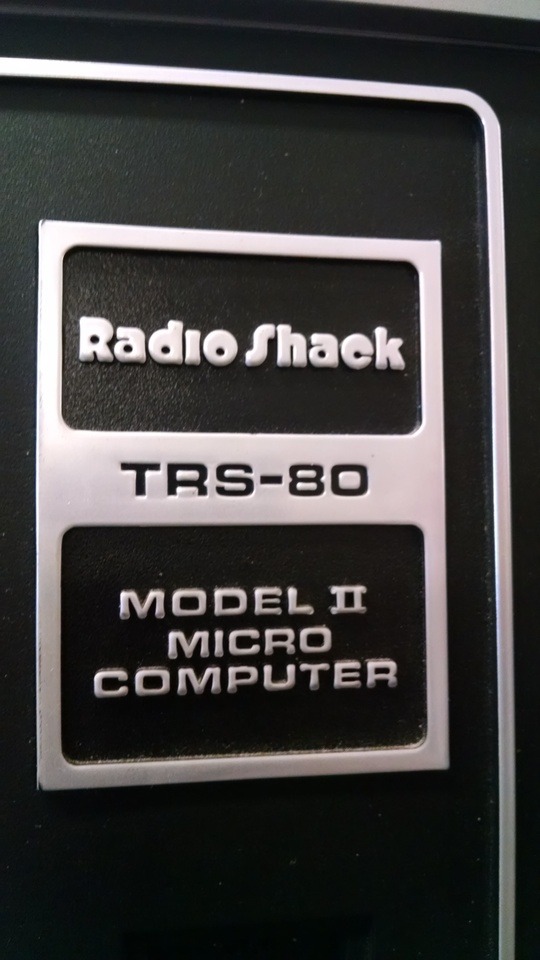 Radio Shack
TRS-80
MODEL II
MICRO
COMPUTER